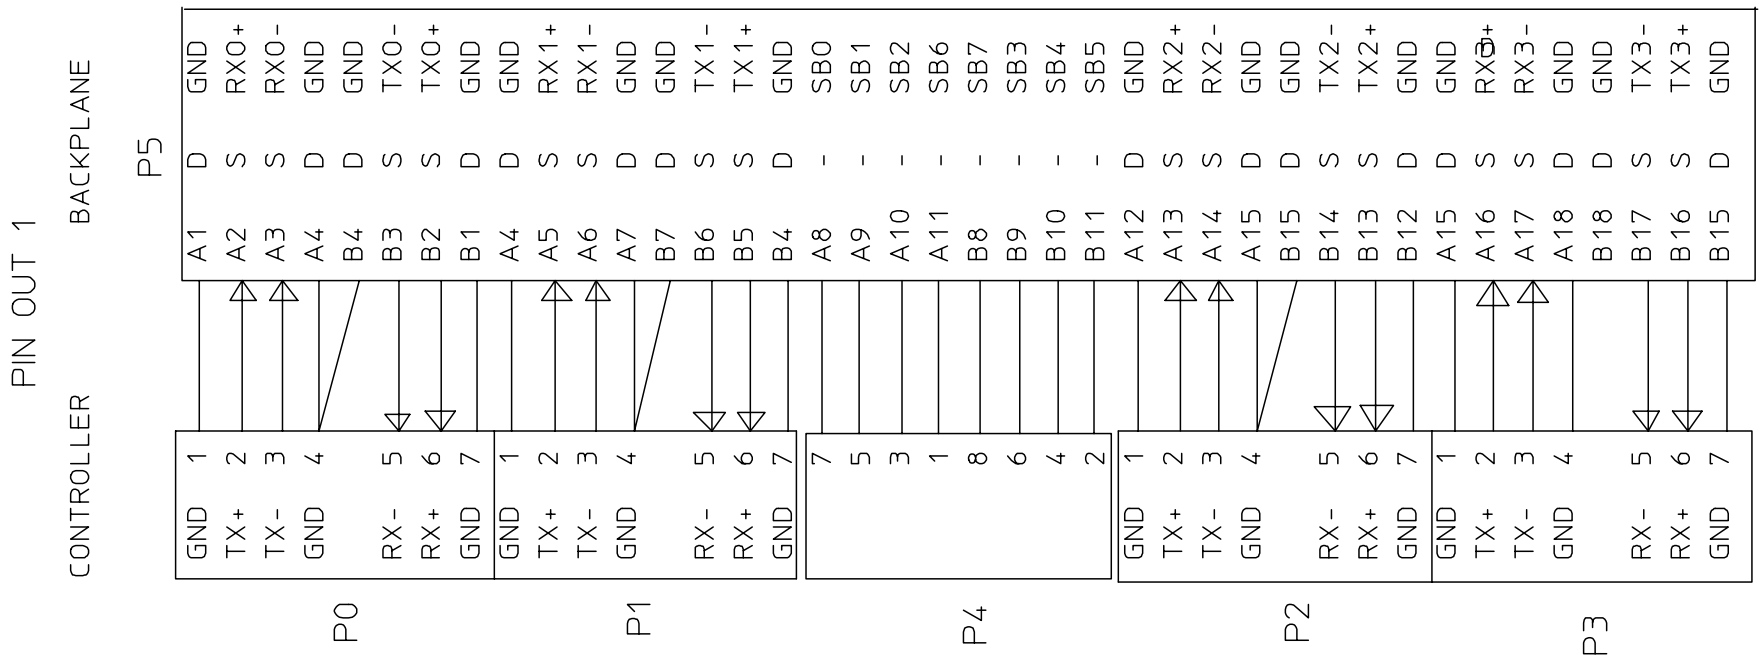 PIN OUT 1
CONTROLLER BACKPLANE
P5
GND 1 A1 D GND
TX+ 2 A2 S RX0+
TX- 3 A3 S RX0-
GND 4 A4 D GND
P0 B4 D GND
RX- 5 B3 S TX0-
RX+ 6 B2 S TX0+
GND 7 B1 D GND
GND 1 A4 D GND
TX+ 2 A5 S RX1+
TX- 3 A6 S RX1-
P1 GND 4 A7 D GND
B7 D GND
RX- 5 B6 S TX1-
RX+ 6 B5 S TX1+
GND 7 B4 D GND
7 A8 - SB0
5 A9 - SB1
3 A10 - SB2
1 A11 - SB6
P4 8 B8 - SB7
6 B9 - SB3
4 B10 - SB4
2 B11 - SB5
GND 1 A12 D GND
TX+ 2 A13 S RX2+
TX- 3 A14 S RX2-
GND 4 A15 D GND
P2 B15 D GND
RX- 5 B14 S TX2-
RX+ 6 B13 S TX2+
GND 7 B12 D GND
GND 1 A15 D GND
TX+ 2 A16 S RX3+
TX- 3 A17 S RX3-
GND 4 A18 D GND
P3 B18 D GND
RX- 5 B17 S TX3-
RX+ 6 B16 S TX3+
GND 7 B15 D GND